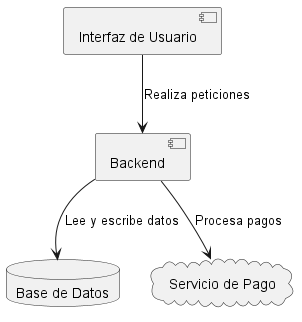 Interfaz de Usuario
Realiza peticiones
Backend
Lee y escribe datos
Procesa pagos
Base de Datos
Servicio de Pago